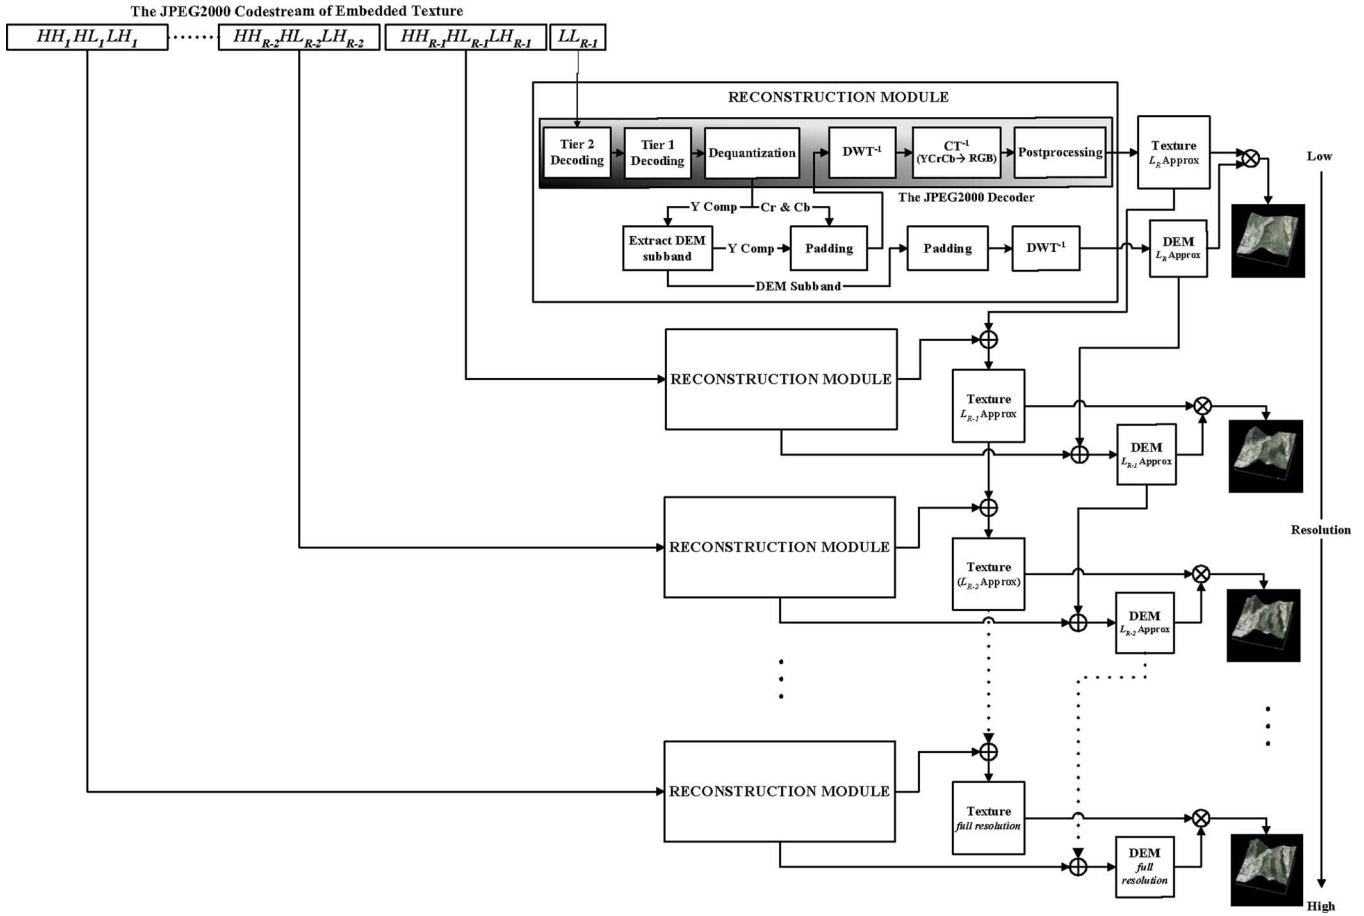 The JPEG2000 Codestream of Embedded Texture
HH1 HL1 LH1 ........ HHR-2 HLR-2 LHR-2 HHR-1 HLR-1 LHR-1 LLR-1
RECONSTRUCTION MODULE
Tier 2
Decoding
Tier 1
Decoding
Dequantization
DWT-1
CT-1
(YCrCb→ RGB)
Postprocessing
The JPEG2000 Decoder
Texture
LR Approx
Low
Y Comp
Cr & Cb
Extract DEM
subband
Y Comp
Padding
Padding
DWT-1
DEM
LR Approx
DEM Subband
RECONSTRUCTION MODULE
Texture
LR-1 Approx
DEM
LR-1 Approx
RECONSTRUCTION MODULE
Texture
(LR-2 Approx)
DEM
LR-2 Approx
Resolution
RECONSTRUCTION MODULE
Texture
full resolution
DEM
full
resolution
High